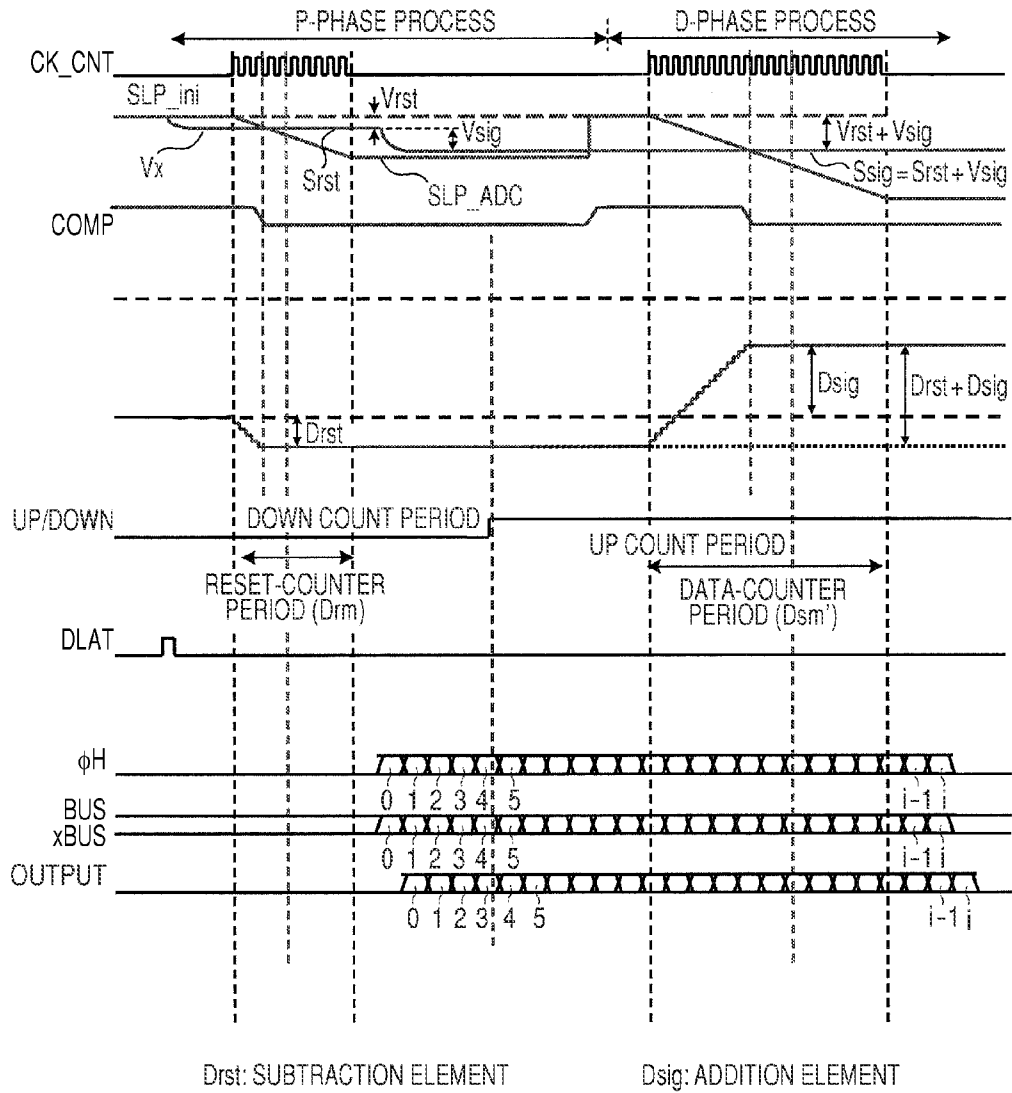 P-PHASE PROCESS
D-PHASE PROCESS
CK_CNT
SLP_ini
Vrst
Vsig
Vrst + Vsig
Vx
Srst
SLP_ADC
Ssig = Srst + Vsig
COMP
Dsig
Drst + Dsig
Drst
UP/DOWN
DOWN COUNT PERIOD
UP COUNT PERIOD
RESET-COUNTER
PERIOD (Drm)
DATA-COUNTER
PERIOD (Dsm')
DLAT
ϕH
0 1 2 3 4 5 i-1 i
BUS
xBUS
0 1 2 3 4 5 i-1 i
OUTPUT
0 1 2 3 4 5 i-1 i
Drst: SUBTRACTION ELEMENT
Dsig: ADDITION ELEMENT